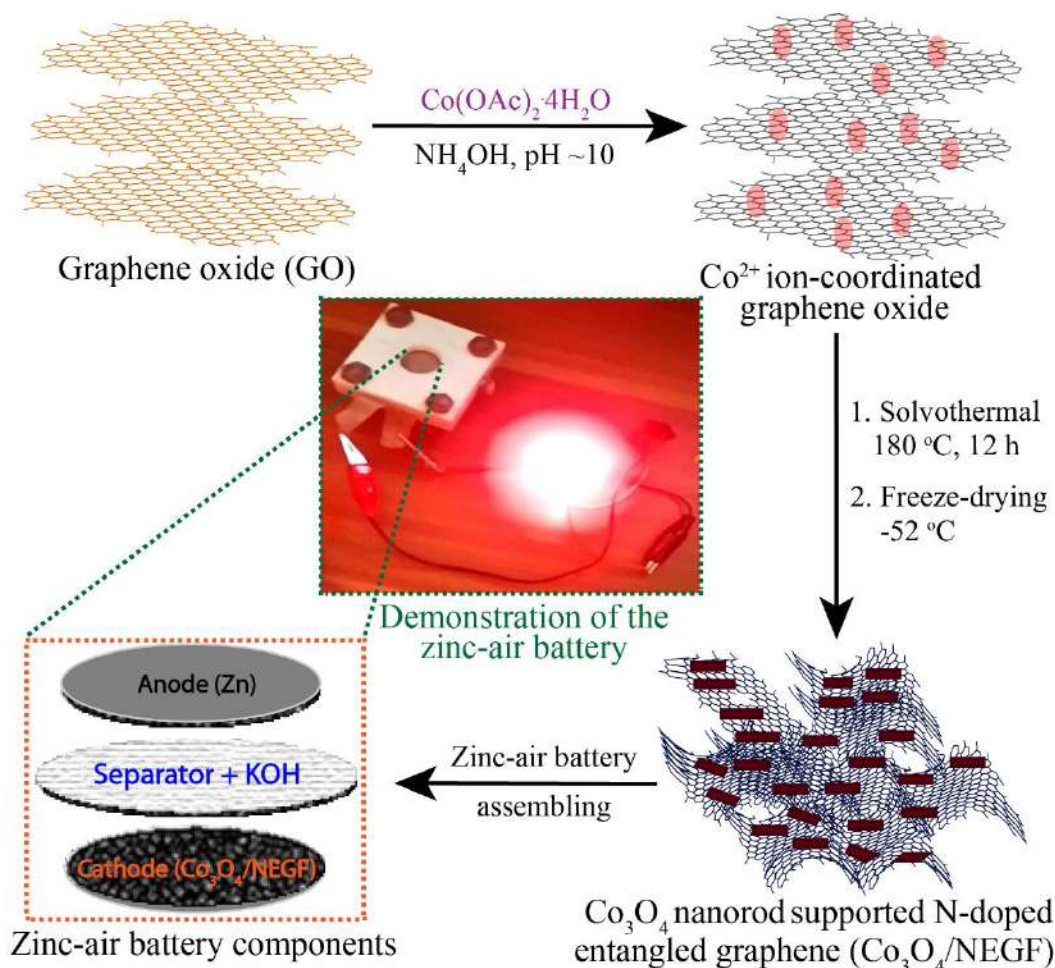 Co(OAc)₂·4H₂O
NH₄OH, pH ~10
Graphene oxide (GO)
Co²⁺ ion-coordinated
graphene oxide
1. Solvothermal
180 °C, 12 h
2. Freeze-drying
-52 °C
Demonstration of the
zinc-air battery
Anode (Zn)
Separator + KOH
Cathode (Co₃O₄/NEGF)
Zinc-air battery components
Zinc-air battery
assembling
Co₃O₄ nanorod supported N-doped
entangled graphene (Co₃O₄/NEGF)